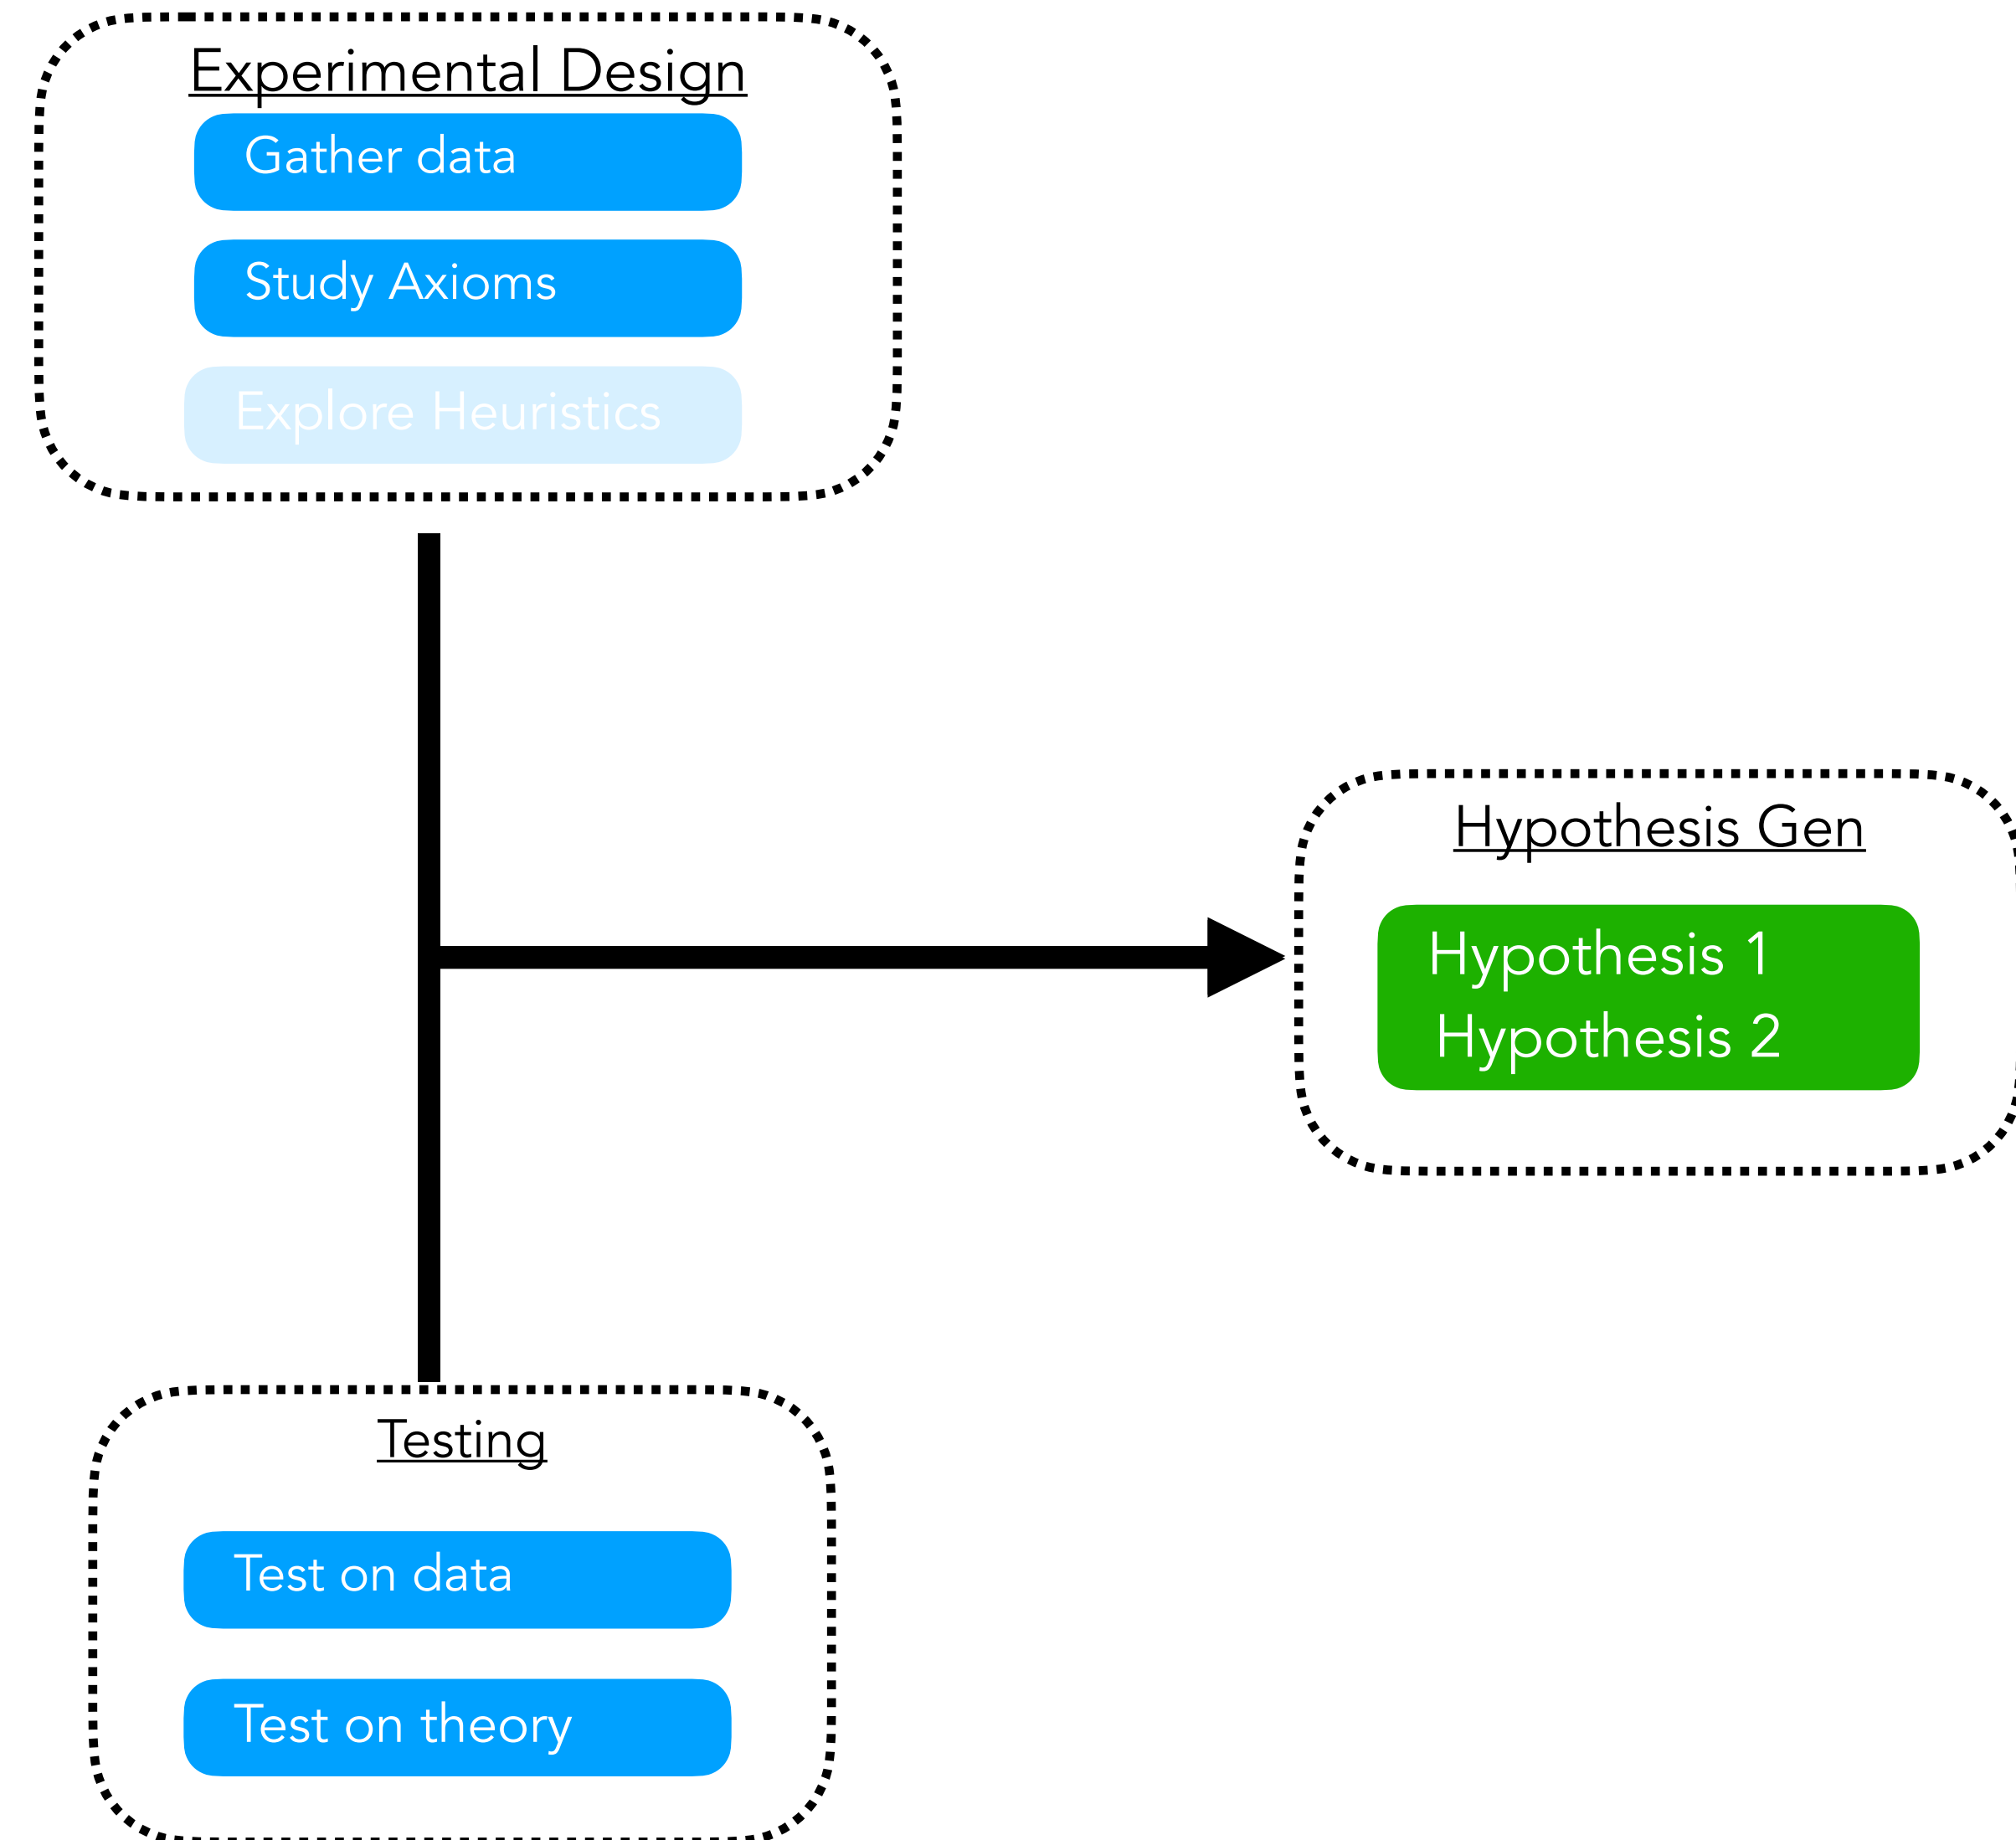 Experimental Design
Gather data
Study Axioms
Explore Heuristics
Hypothesis Gen
Hypothesis 1
Hypothesis 2
Testing
Test on data
Test on theory